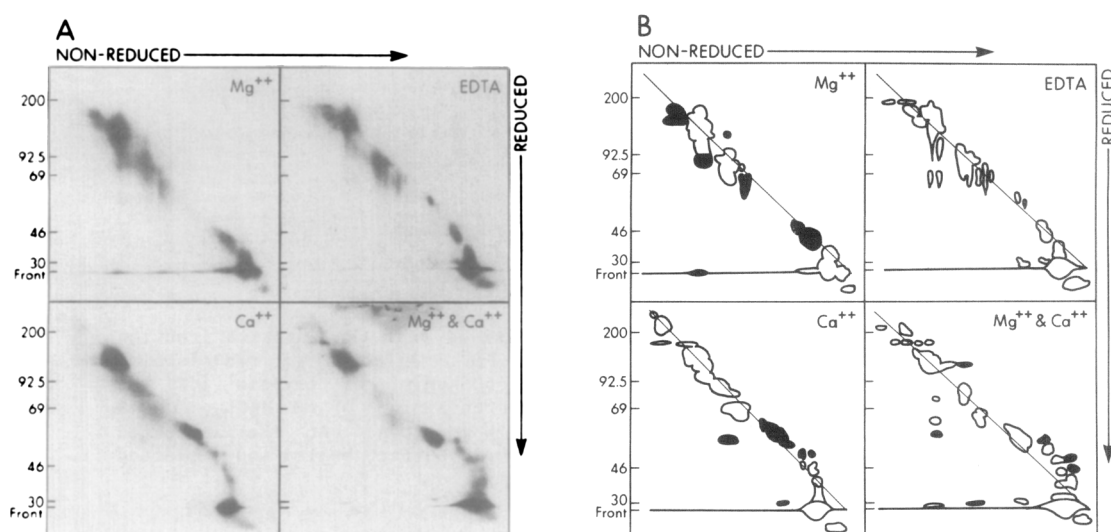 A
NON-REDUCED
REDUCED
Mg++
EDTA
200
92.5
69
46
30
Front
Ca++
Mg++ & Ca++
200
92.5
69
46
30
Front
B
NON-REDUCED
REDUCED
Mg++
EDTA
200
92.5
69
46
30
Front
Ca++
Mg++ & Ca++
200
92.5
69
46
30
Front